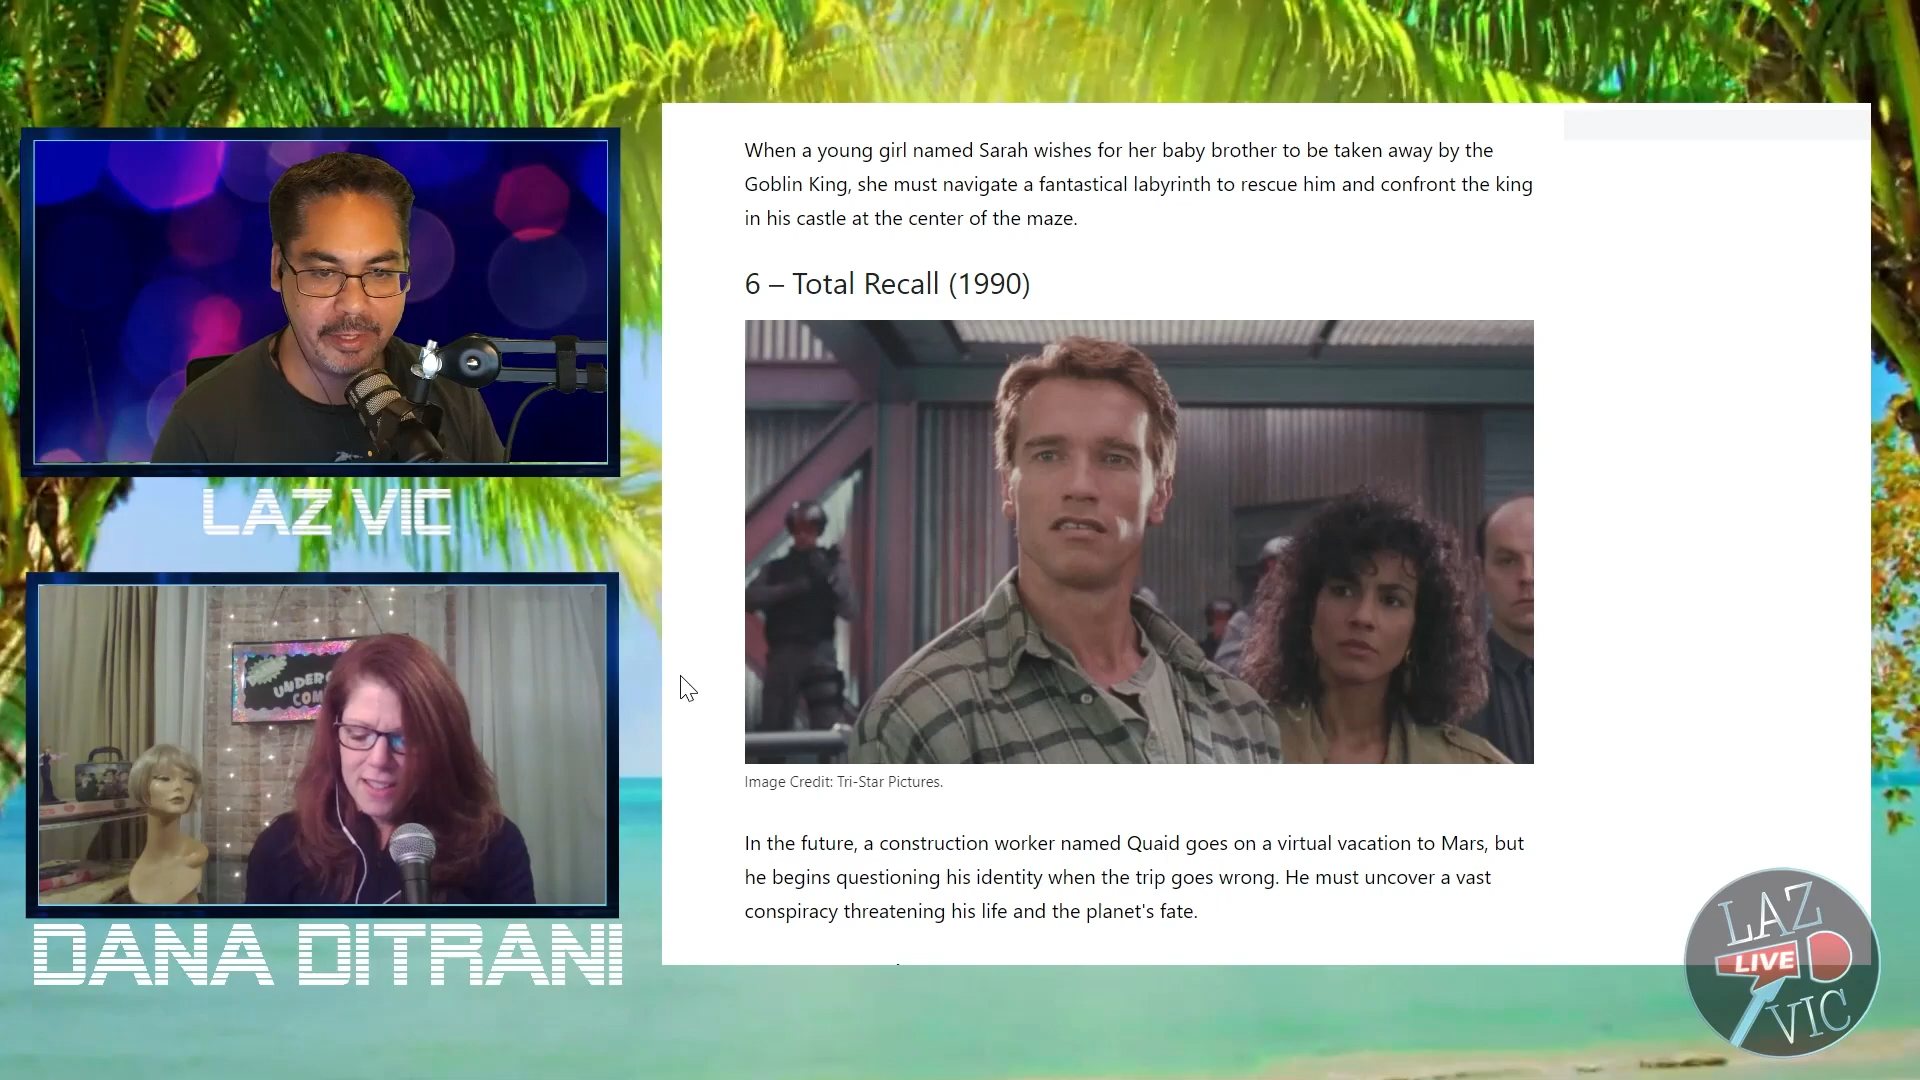 When a young girl named Sarah wishes for her baby brother to be taken away by the
Goblin King, she must navigate a fantastical labyrinth to rescue him and confront the king
in his castle at the center of the maze.
6 – Total Recall (1990)
Image Credit: Tri-Star Pictures.
In the future, a construction worker named Quaid goes on a virtual vacation to Mars, but
he begins questioning his identity when the trip goes wrong. He must uncover a vast
conspiracy threatening his life and the planet's fate.
LAZ VIC
DANA DITRANI
LAZ
LIVE
VIC